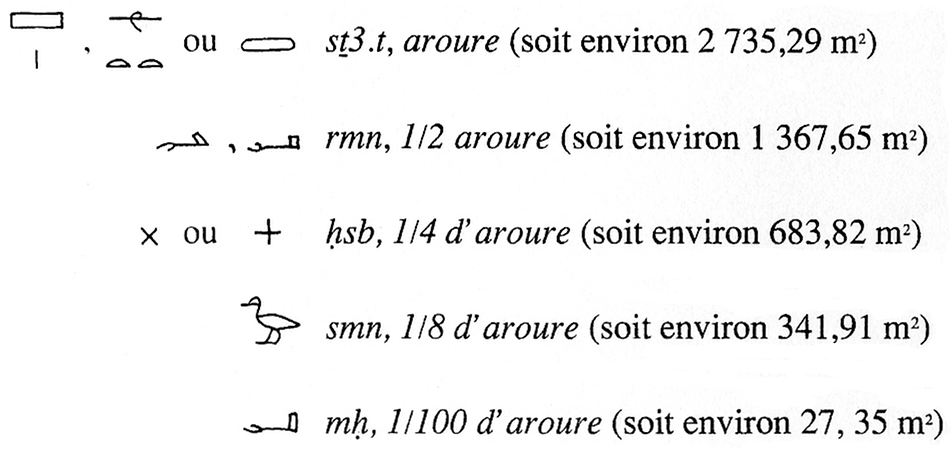 ou st͟3.t, aroure (soit environ 2 735,29 m²)
rmn, 1/2 aroure (soit environ 1 367,65 m²)
× ou + ḥsb, 1/4 d'aroure (soit environ 683,82 m²)
smn, 1/8 d'aroure (soit environ 341,91 m²)
mḥ, 1/100 d'aroure (soit environ 27, 35 m²)